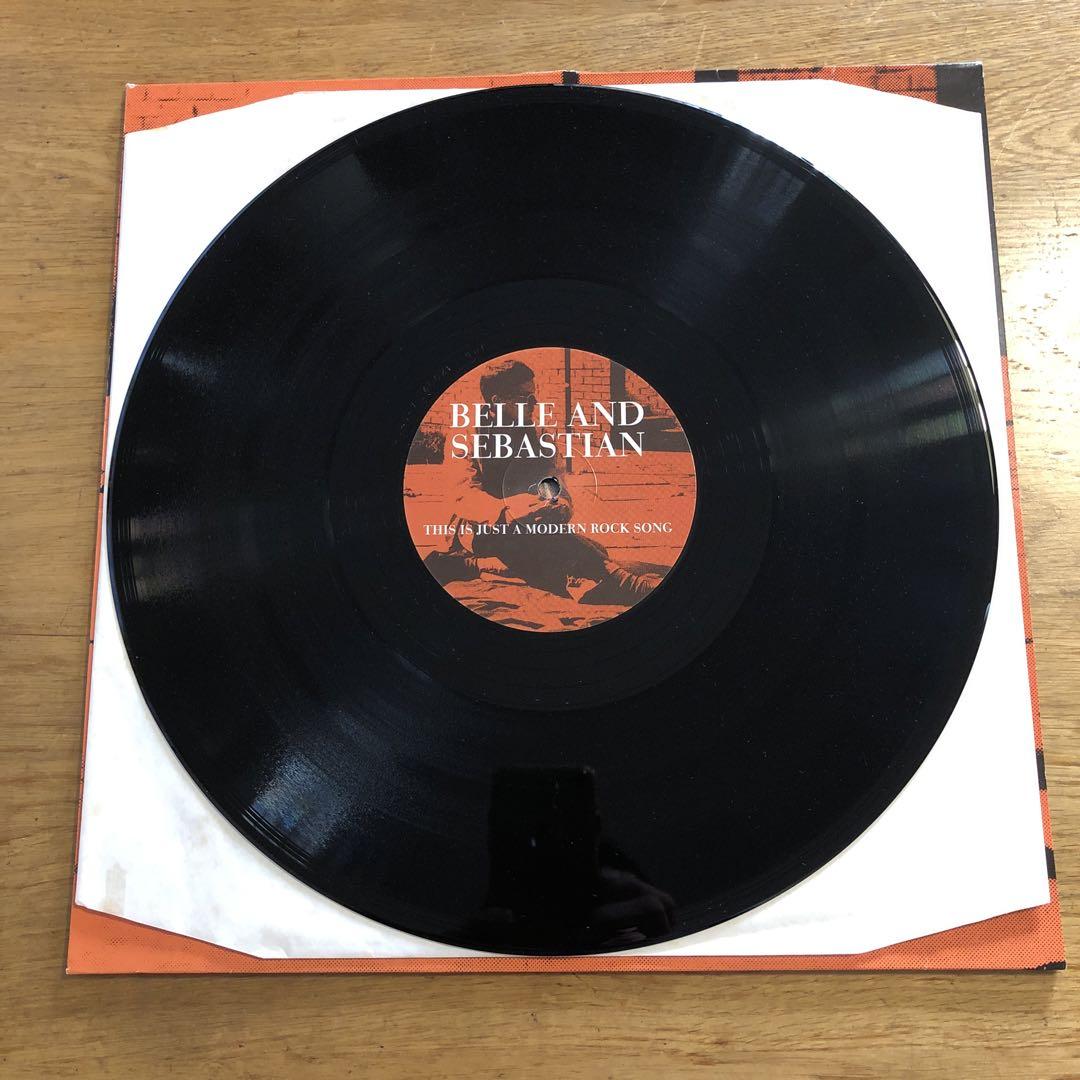 BELLE AND
SEBASTIAN
THIS IS JUST A MODERN ROCK SONG